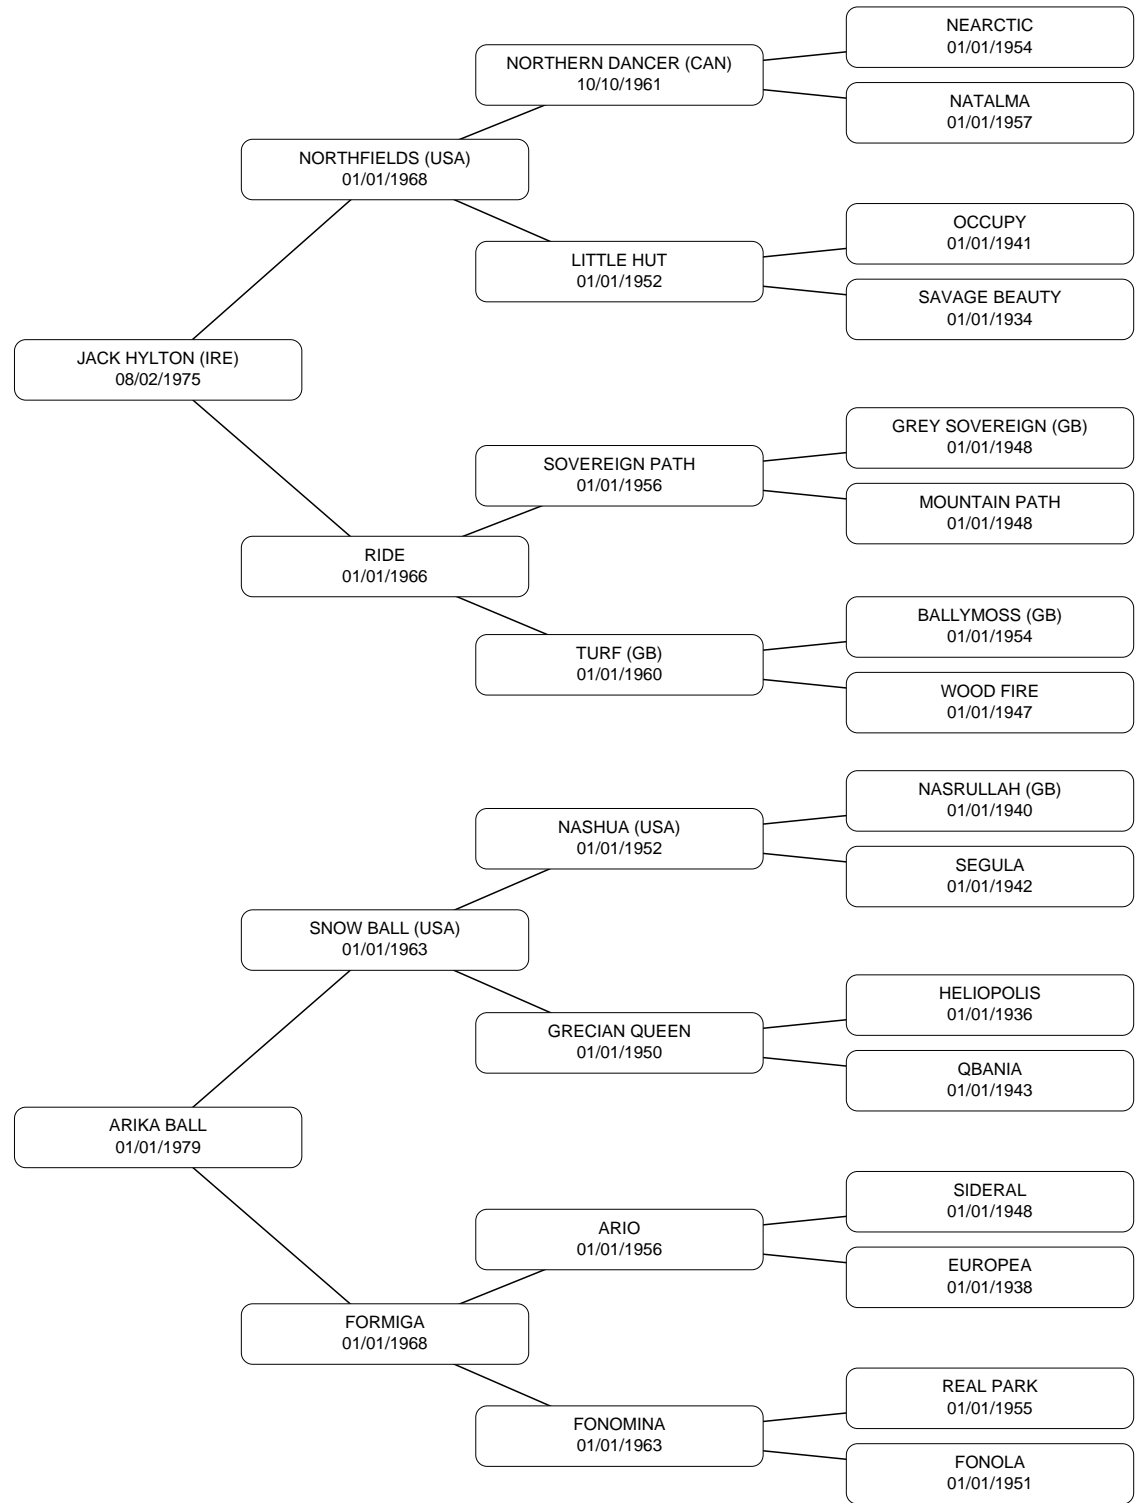 NEARCTIC
01/01/1954
NORTHERN DANCER (CAN)
10/10/1961
NATALMA
01/01/1957
NORTHFIELDS (USA)
01/01/1968
OCCUPY
01/01/1941
LITTLE HUT
01/01/1952
SAVAGE BEAUTY
01/01/1934
JACK HYLTON (IRE)
08/02/1975
GREY SOVEREIGN (GB)
01/01/1948
SOVEREIGN PATH
01/01/1956
MOUNTAIN PATH
01/01/1948
RIDE
01/01/1966
BALLYMOSS (GB)
01/01/1954
TURF (GB)
01/01/1960
WOOD FIRE
01/01/1947
NASRULLAH (GB)
01/01/1940
NASHUA (USA)
01/01/1952
SEGULA
01/01/1942
SNOW BALL (USA)
01/01/1963
HELIOPOLIS
01/01/1936
GRECIAN QUEEN
01/01/1950
QBANIA
01/01/1943
ARIKA BALL
01/01/1979
SIDERAL
01/01/1948
ARIO
01/01/1956
EUROPEA
01/01/1938
FORMIGA
01/01/1968
REAL PARK
01/01/1955
FONOMINA
01/01/1963
FONOLA
01/01/1951